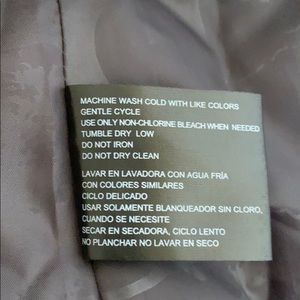 MACHINE WASH COLD WITH LIKE COLORS
GENTLE CYCLE
USE ONLY NON-CHLORINE BLEACH WHEN NEEDED
TUMBLE DRY LOW
DO NOT IRON
DO NOT DRY CLEAN
LAVAR EN LAVADORA CON AGUA FRÍA
CON COLORES SIMILARES
CICLO DELICADO
USAR SOLAMENTE BLANQUEADOR SIN CLORO,
CUANDO SE NECESITE
SECAR EN SECADORA, CICLO LENTO
NO PLANCHAR NO LAVAR EN SECO